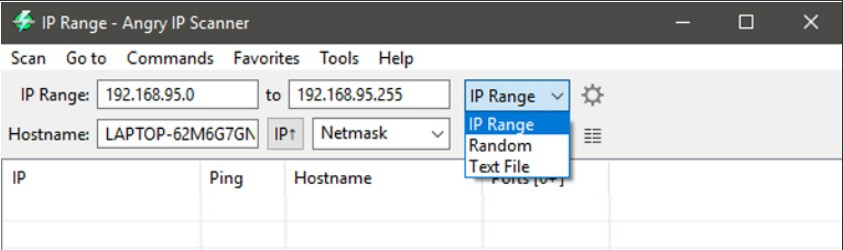 IP Range - Angry IP Scanner
Scan Go to Commands Favorites Tools Help
IP Range: 192.168.95.0 to 192.168.95.255 IP Range
Hostname: LAPTOP-62M6G7GN IP↑ Netmask
IP Range
Random
Text File
IP Ping Hostname Ports [0+]